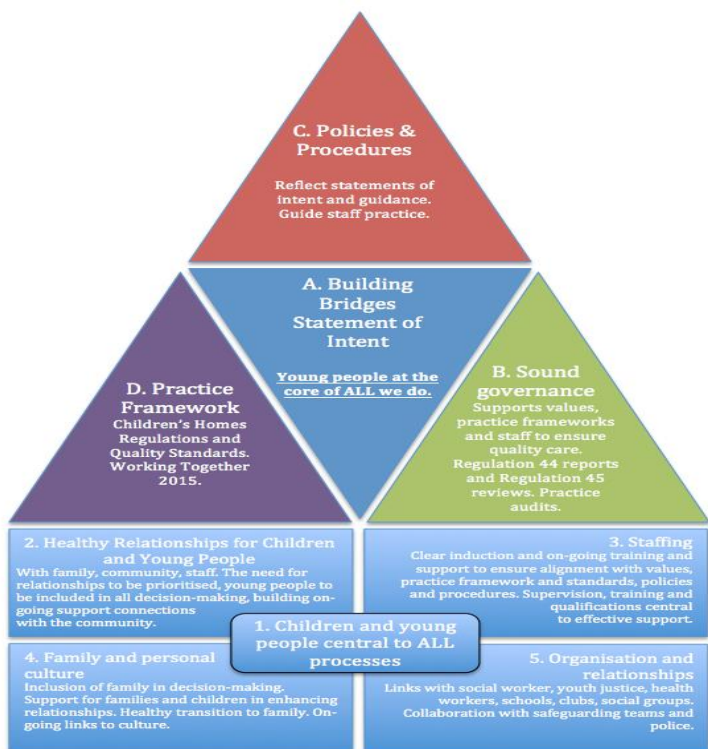 C. Policies &
Procedures
Reflect statements of
intent and guidance.
Guide staff practice.
A. Building
Bridges
Statement of
Intent
Young people at the
core of ALL we do.
D. Practice
Framework
Children's Homes
Regulations and
Quality Standards.
Working Together
2015.
B. Sound
governance
Supports values,
practice frameworks
and staff to ensure
quality care.
Regulation 44 reports
and Regulation 45
reviews. Practice
audits.
2. Healthy Relationships for Children
and Young People
With family, community, staff. The need for
relationships to be prioritised, young people to
be included in all decision-making, building on-
going support connections
with the community.
3. Staffing
Clear induction and on-going training and
support to ensure alignment with values,
practice framework and standards, policies
and procedures. Supervision, training and
qualifications central
to effective support.
1. Children and young
people central to ALL
processes
4. Family and personal
culture
Inclusion of family in decision-making.
Support for families and children in enhancing
relationships. Healthy transition to family. On-
going links to culture.
5. Organisation and
relationships
Links with social worker, youth justice, health
workers, schools, clubs, social groups.
Collaboration with safeguarding teams and
police.